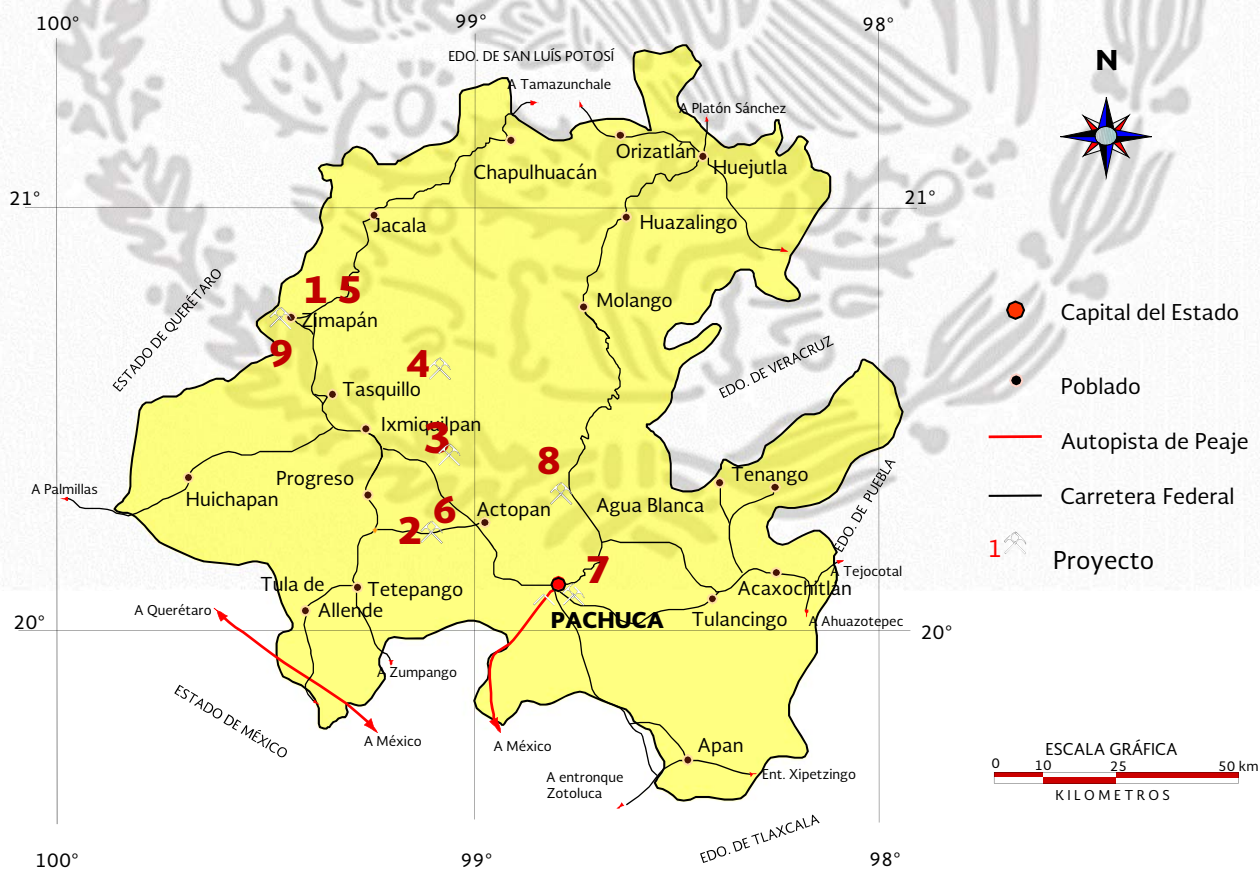 100°
99°
98°
EDO. DE SAN LUÍS POTOSÍ
A Tamazunchale
A Platón Sánchez
N
Orizatlán
Huejutla
Chapulhuacán
21°
21°
Jacala
Huazalingo
1 5
Molango
Zimapán
ESTADO DE QUERÉTARO
9
4
Tasquillo
EDO. DE VERACRUZ
Ixmiquilpan
3
8
Progreso
Tenango
A Palmillas
Huichapan
6
Actopan
Agua Blanca
2
EDO. DE PUEBLA
7
A Tejocotal
Tula de
Allende
Tetepango
Acaxochitlán
A Querétaro
PACHUCA
Tulancingo
A Ahuazotepec
20°
20°
A Zumpango
ESTADO DE MÉXICO
A México
A México
Apan
A entronque
Zotoluca
Ent. Xipetzingo
EDO. DE TLAXCALA
100°
99°
98°
Capital del Estado
Poblado
Autopista de Peaje
Carretera Federal
1
Proyecto
ESCALA GRÁFICA
0 10 25 50 km
KILOMETROS